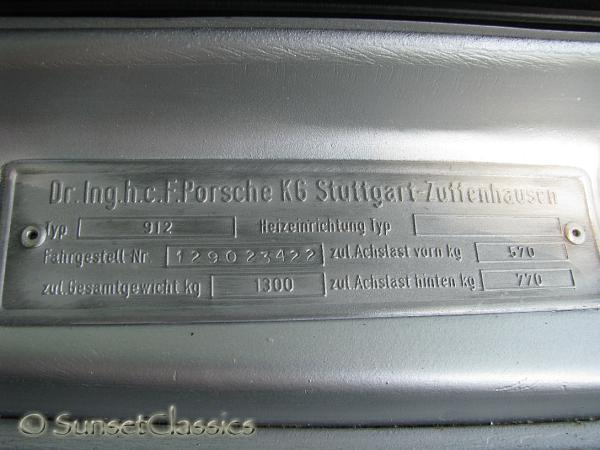 Dr. Ing.h.c.F.Porsche KG Stuttgart-Zuffenhausen
Typ 912 Heizeinrichtung Typ
Fahrgestell-Nr. 129023422 zul.Achslast vorn kg 570
zul.Gesamtgewicht kg 1300 zul.Achslast hinten kg 770
© SunsetClassics